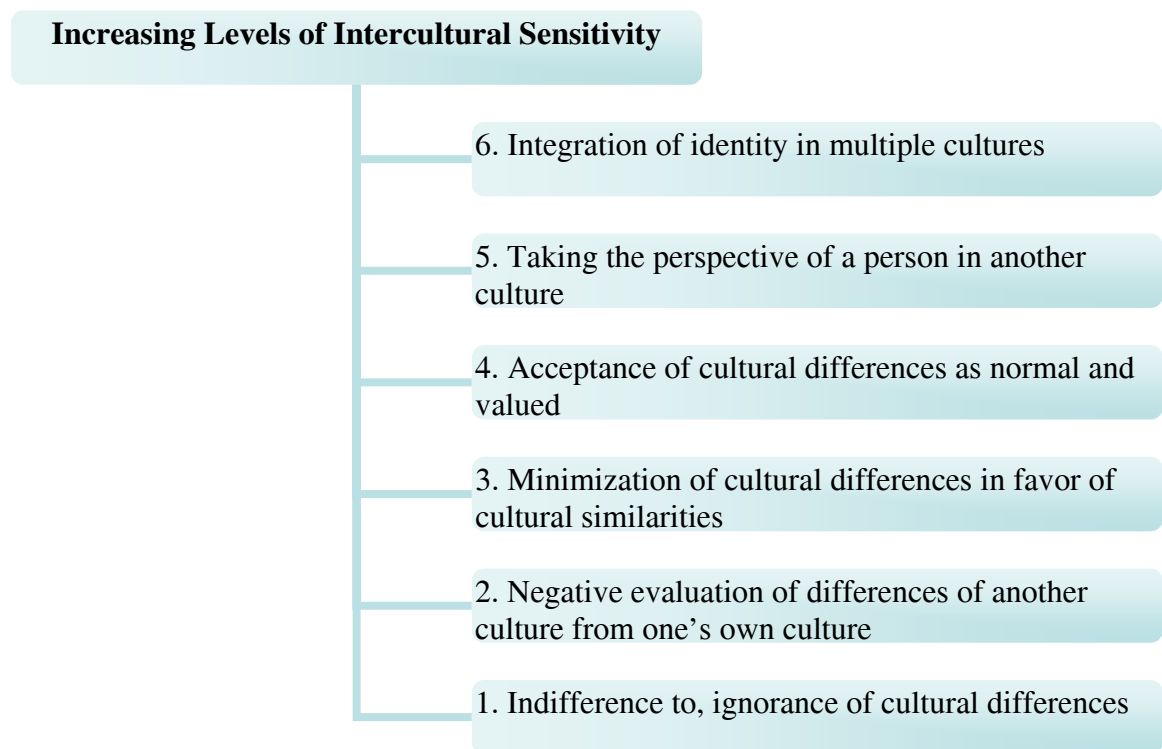 Increasing Levels of Intercultural Sensitivity
6. Integration of identity in multiple cultures
5. Taking the perspective of a person in another
culture
4. Acceptance of cultural differences as normal and
valued
3. Minimization of cultural differences in favor of
cultural similarities
2. Negative evaluation of differences of another
culture from one’s own culture
1. Indifference to, ignorance of cultural differences